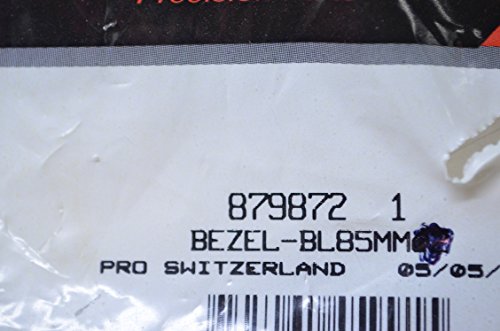 879872 1
BEZEL-BL85MM
PRO SWITZERLAND 05/05/